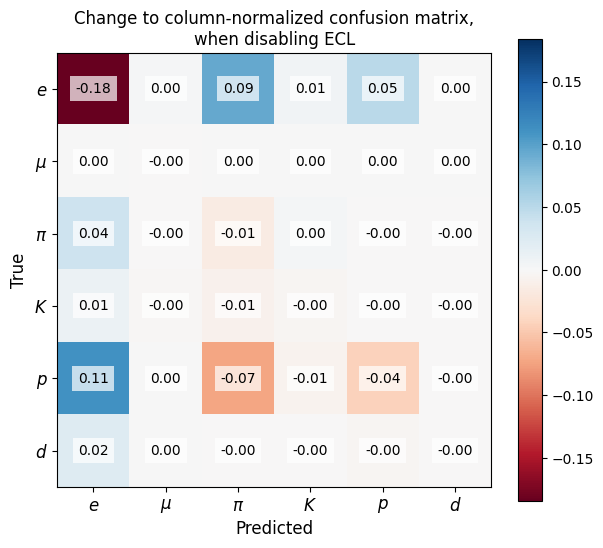 Change to column-normalized confusion matrix,
when disabling ECL
e -0.18 0.00 0.09 0.01 0.05 0.00
μ 0.00 -0.00 0.00 0.00 0.00 0.00
π 0.04 -0.00 -0.01 0.00 -0.00 -0.00
K 0.01 -0.00 -0.01 -0.00 -0.00 -0.00
p 0.11 0.00 -0.07 -0.01 -0.04 -0.00
d 0.02 0.00 -0.00 -0.00 -0.00 -0.00
True
e μ π K p d
Predicted
0.15
0.10
0.05
0.00
−0.05
−0.10
−0.15